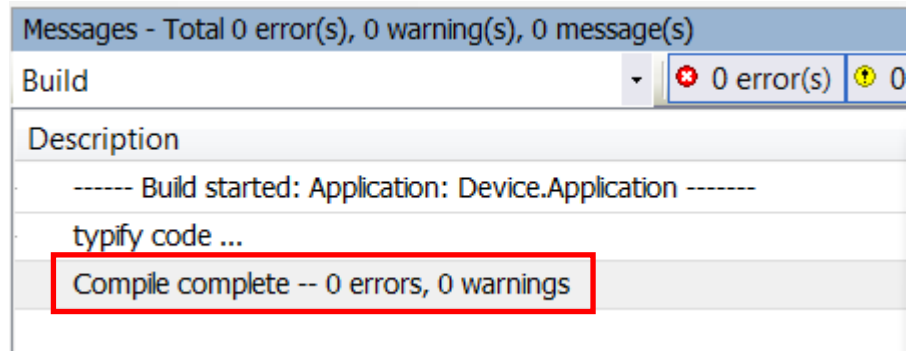 Messages - Total 0 error(s), 0 warning(s), 0 message(s)
Build 0 error(s) 0
Description
------ Build started: Application: Device.Application -------
typify code ...
Compile complete -- 0 errors, 0 warnings